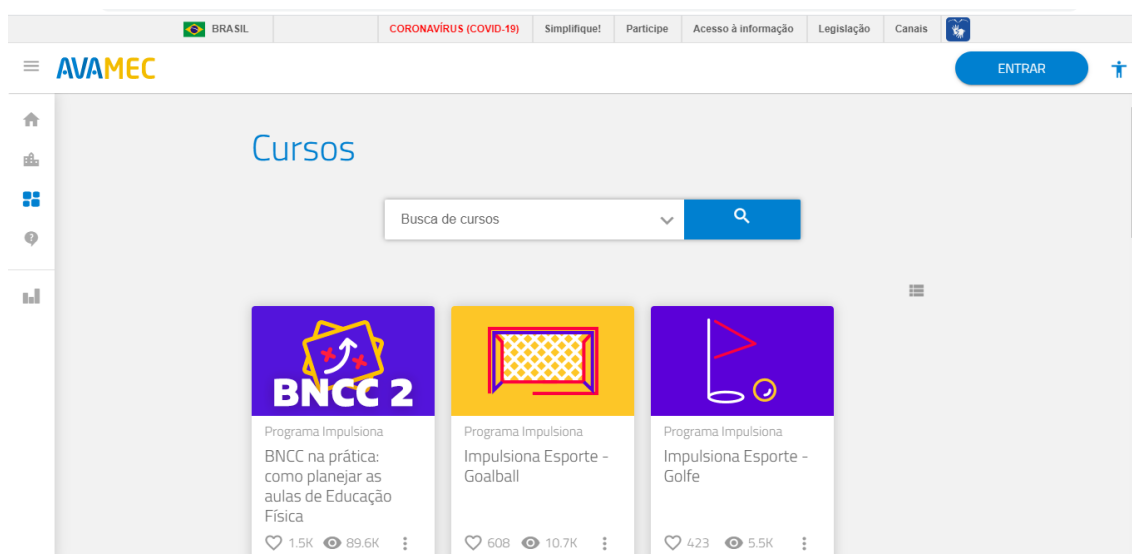 BRASIL CORONAVÍRUS (COVID-19) Simplifique! Participe Acesso à informação Legislação Canais
AVAMEC
ENTRAR
Cursos
Busca de cursos
BNCC 2
Programa Impulsiona
BNCC na prática:
como planejar as
aulas de Educação
Física
1.5K 89.6K
Programa Impulsiona
Impulsiona Esporte -
Goalball
608 10.7K
Programa Impulsiona
Impulsiona Esporte -
Golfe
423 5.5K